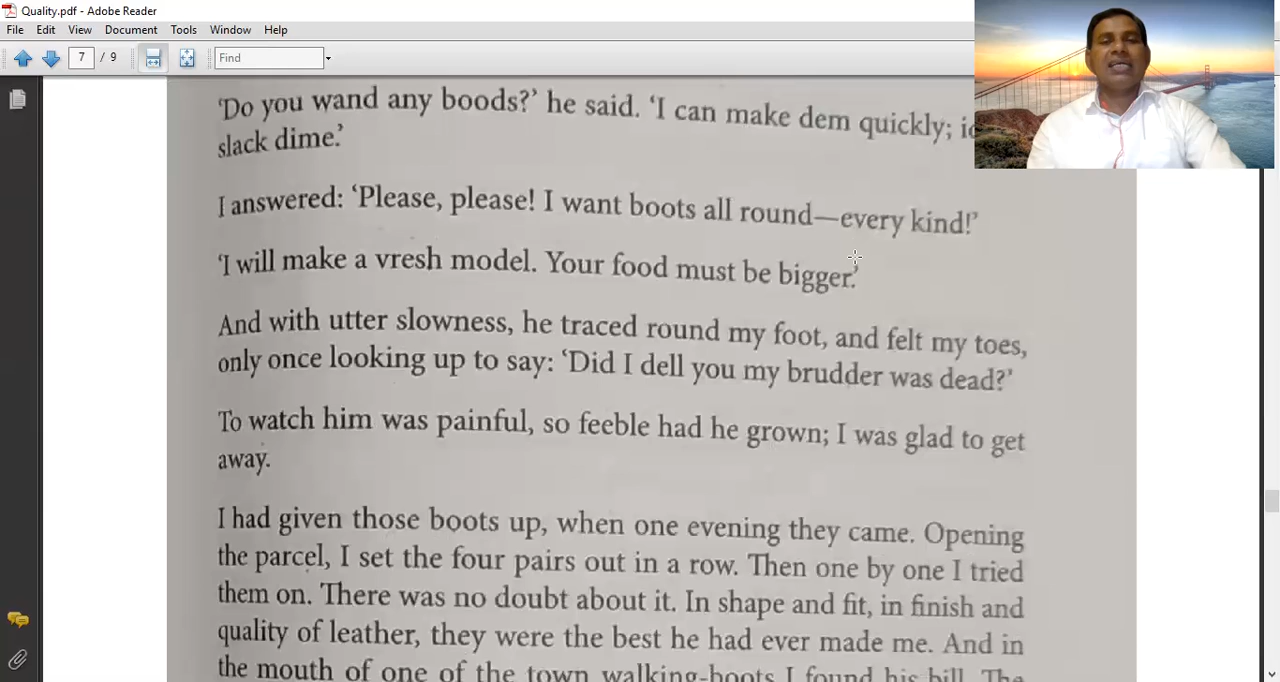 Quality.pdf - Adobe Reader
File Edit View Document Tools Window Help
7 / 9 Find
‘Do you wand any boods?’ he said. ‘I can make dem quickly;
slack dime.’
I answered: ‘Please, please! I want boots all round—every kind!’
‘I will make a vresh model. Your food must be bigger.’
And with utter slowness, he traced round my foot, and felt my toes,
only once looking up to say: ‘Did I dell you my brudder was dead?’
To watch him was painful, so feeble had he grown; I was glad to get
away.
I had given those boots up, when one evening they came. Opening
the parcel, I set the four pairs out in a row. Then one by one I tried
them on. There was no doubt about it. In shape and fit, in finish and
quality of leather, they were the best he had ever made me. And in
the mouth of one of the town walking-boots I found his bill. The